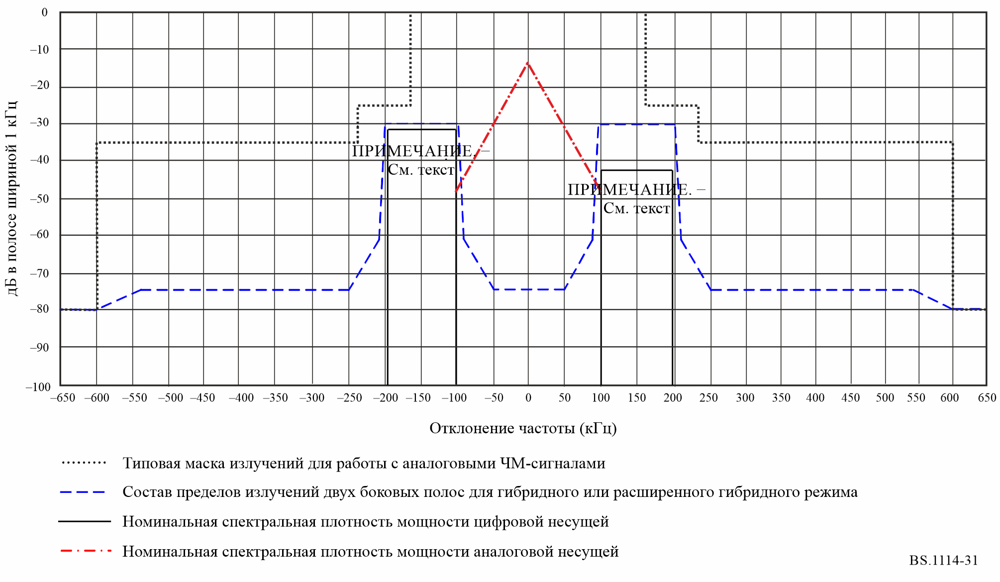 0
–10
–20
–30
–40
–50
–60
–70
–80
–90
–100
дБ в полосе шириной 1 кГц
ПРИМЕЧАНИЕ. –
См. текст
ПРИМЕЧАНИЕ. –
См. текст
–650 –600 –550 –500 –450 –400 –350 –300 –250 –200 –150 –100 –50 0 50 100 150 200 250 300 350 400 450 500 550 600 650
Отклонение частоты (кГц)
Типовая маска излучений для работы с аналоговыми ЧМ-сигналами
Состав пределов излучений двух боковых полос для гибридного или расширенного гибридного режима
Номинальная спектральная плотность мощности цифровой несущей
Номинальная спектральная плотность мощности аналоговой несущей
BS.1114-31